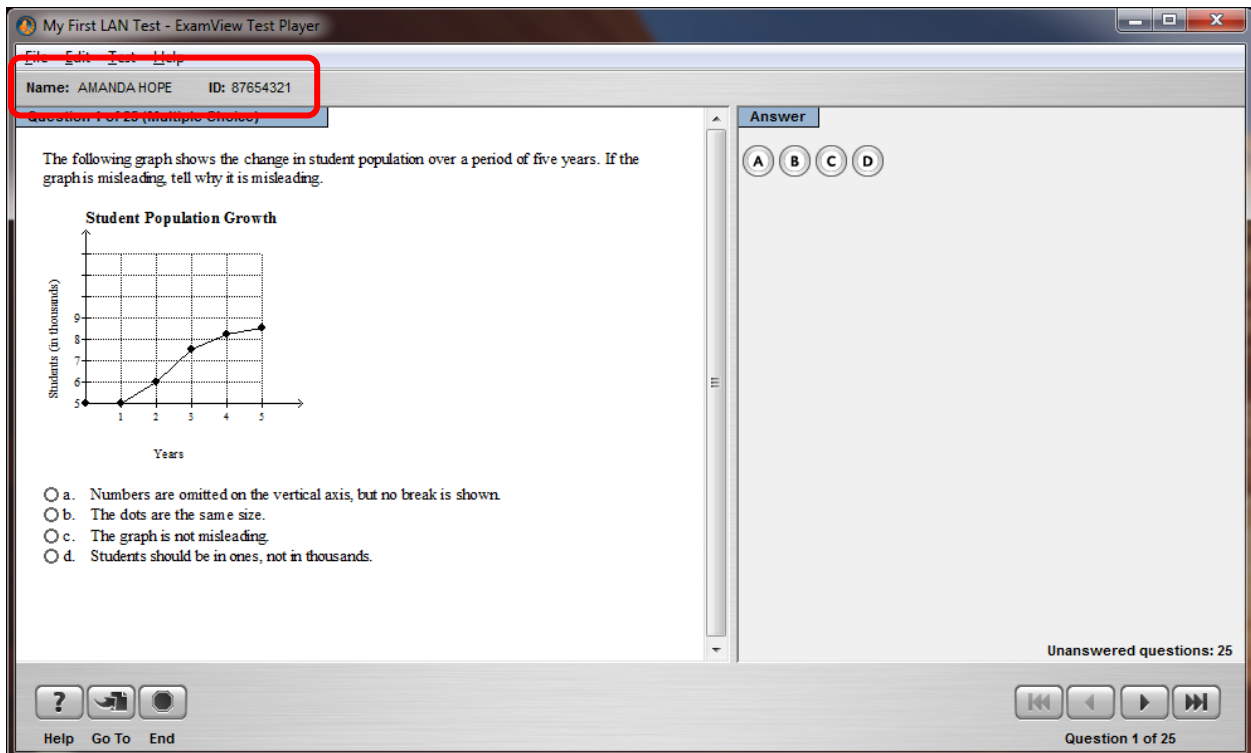 My First LAN Test - ExamView Test Player
File Edit Test Help
Name: AMANDA HOPE ID: 87654321
Question 1 of 25 (Multiple Choice)
Answer
The following graph shows the change in student population over a period of five years. If the
graph is misleading, tell why it is misleading.
A B C D
Student Population Growth
Students (in thousands)
9
8
7
6
5
1 2 3 4 5
Years
a. Numbers are omitted on the vertical axis, but no break is shown.
b. The dots are the same size.
c. The graph is not misleading.
d. Students should be in ones, not in thousands.
Unanswered questions: 25
?
Help Go To End
Question 1 of 25